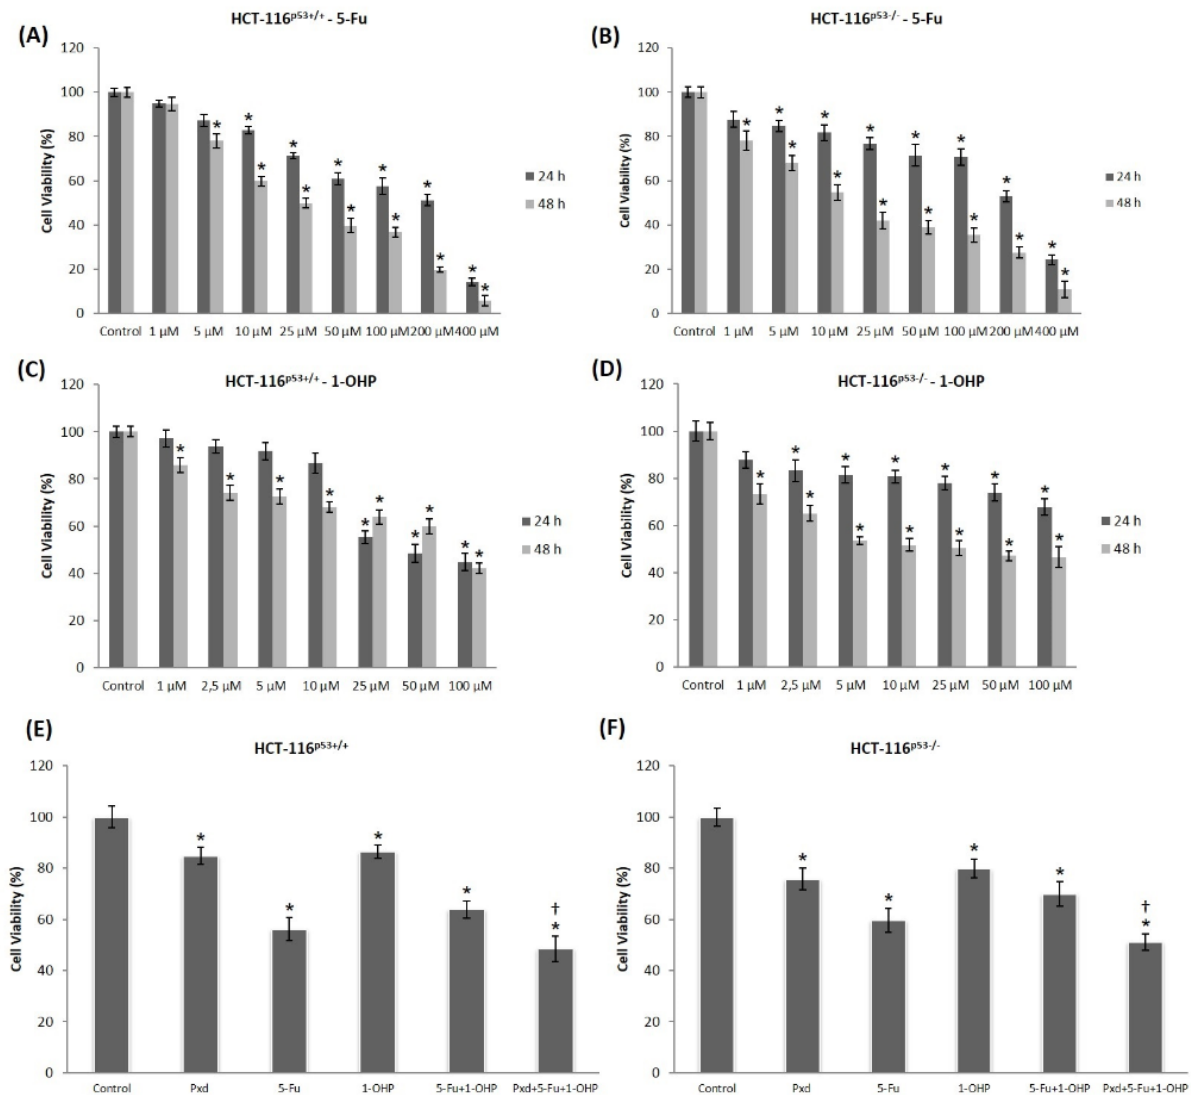 (A)
HCT-116p53+/+ - 5-Fu
120
100
80
60
40
20
0
Cell Viability (%)
* * * * * * * * * * * * *
Control 1 µM 5 µM 10 µM 25 µM 50 µM 100 µM 200 µM 400 µM
24 h
48 h
(B)
HCT-116p53-/- - 5-Fu
120
100
80
60
40
20
0
Cell Viability (%)
* * * * * * * * * * * * * * *
Control 1 µM 5 µM 10 µM 25 µM 50 µM 100 µM 200 µM 400 µM
24 h
48 h
(C)
HCT-116p53+/+ - 1-OHP
120
100
80
60
40
20
0
Cell Viability (%)
* * * * * * * * * *
Control 1 µM 2,5 µM 5 µM 10 µM 25 µM 50 µM 100 µM
24 h
48 h
(D)
HCT-116p53-/- - 1-OHP
120
100
80
60
40
20
0
Cell Viability (%)
* * * * * * * * * * * * *
Control 1 µM 2,5 µM 5 µM 10 µM 25 µM 50 µM 100 µM
24 h
48 h
(E)
HCT-116p53+/+
120
100
80
60
40
20
0
Cell Viability (%)
* * * * † *
Control Pxd 5-Fu 1-OHP 5-Fu+1-OHP Pxd+5-Fu+1-OHP
(F)
HCT-116p53-/-
120
100
80
60
40
20
0
Cell Viability (%)
* * * * † *
Control Pxd 5-Fu 1-OHP 5-Fu+1-OHP Pxd+5-Fu+1-OHP